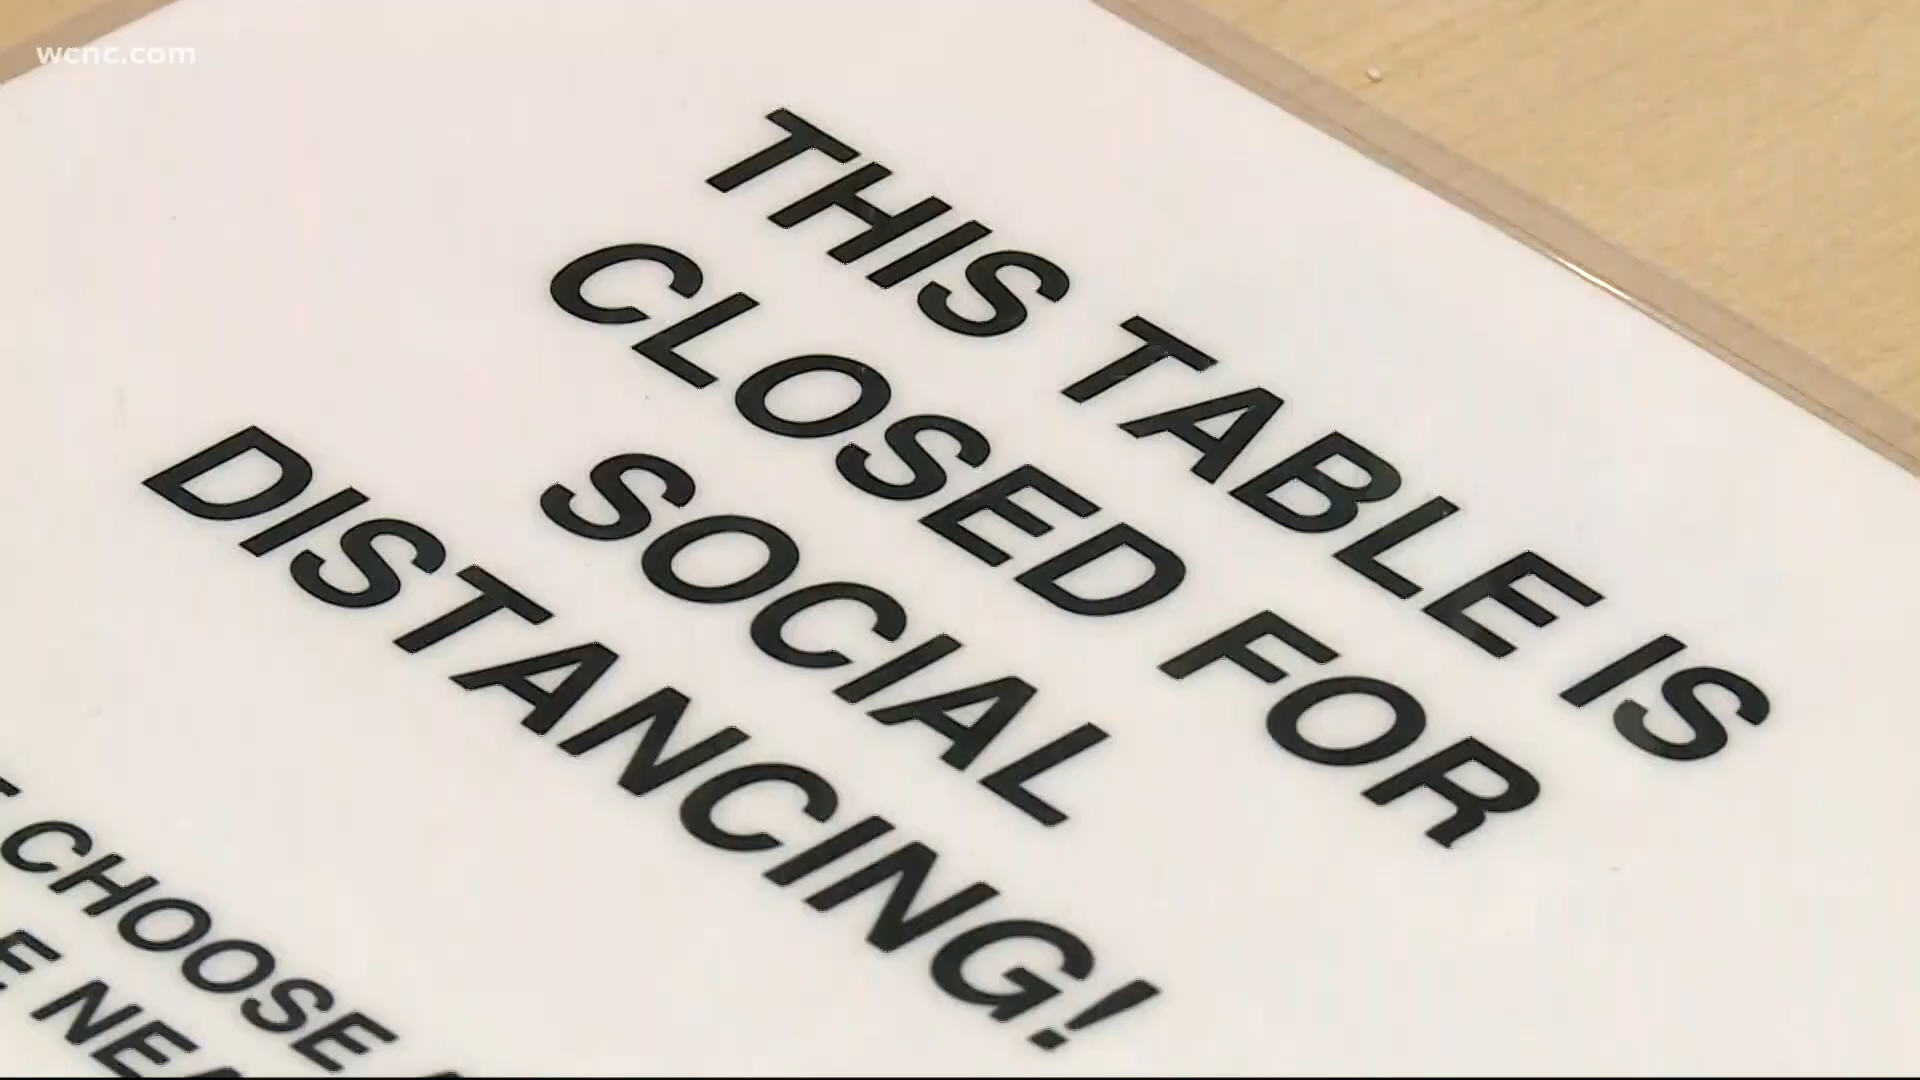 wcnc.com
THIS TABLE IS
CLOSED FOR
SOCIAL
DISTANCING!
CHOOSE